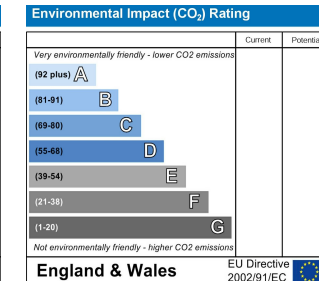 Environmental Impact (CO₂) Rating
Current Potentia
Very environmentally friendly - lower CO2 emissions
(92 plus) A
(81-91) B
(69-80) C
(55-68) D
(39-54) E
(21-38) F
(1-20) G
Not environmentally friendly - higher CO2 emissions
England & Wales
EU Directive
2002/91/EC